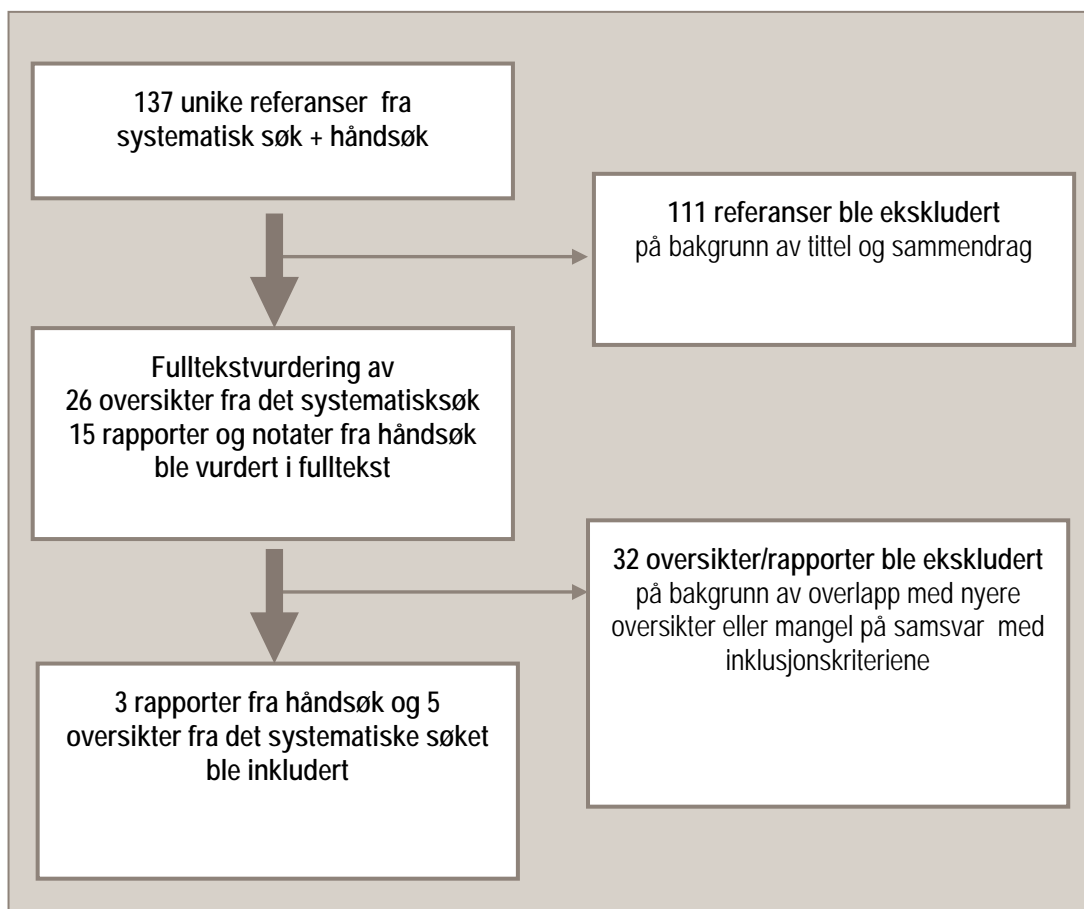 137 unike referanser fra
systematisk søk + håndsøk
111 referanser ble ekskludert
på bakgrunn av tittel og sammendrag
Fulltekstvurdering av
26 oversikter fra det systematisksøk
15 rapporter og notater fra håndsøk
ble vurdert i fulltekst
32 oversikter/rapporter ble ekskludert
på bakgrunn av overlapp med nyere
oversikter eller mangel på samsvar med
inklusjonskriteriene
3 rapporter fra håndsøk og 5
oversikter fra det systematiske søket
ble inkludert